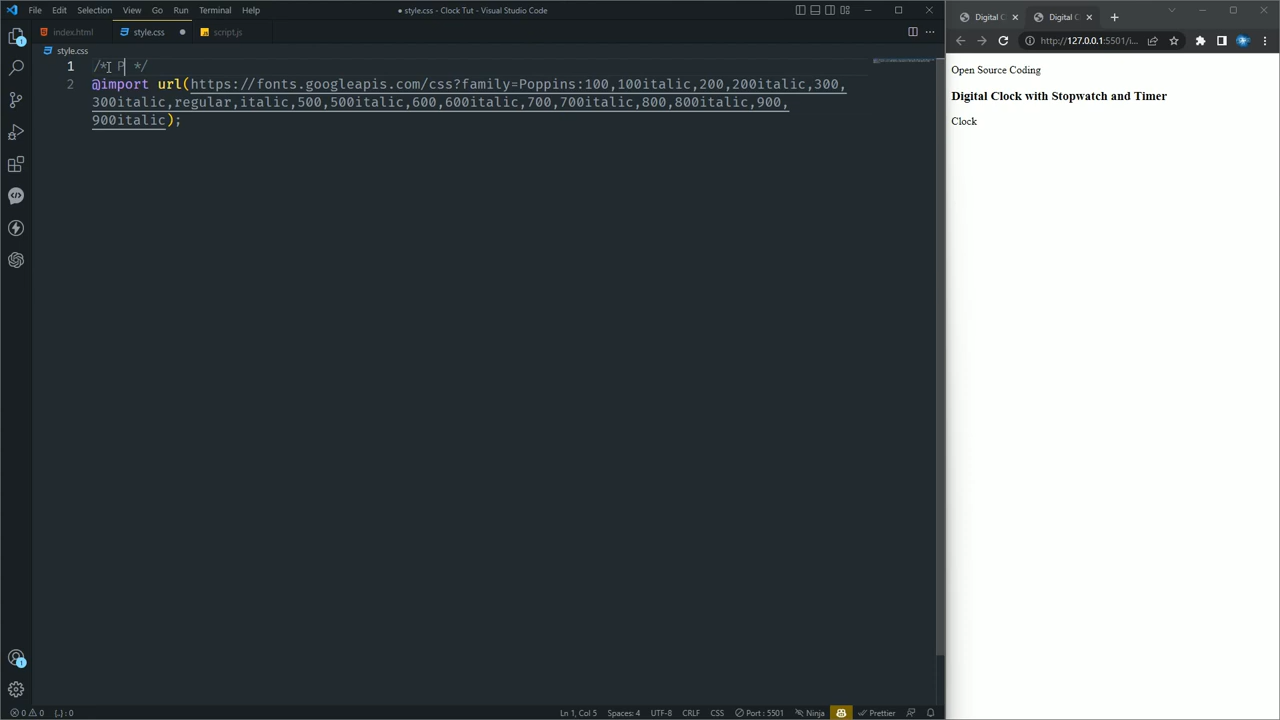 File Edit Selection View Go Run Terminal Help
● style.css - Clock Tut - Visual Studio Code
index.html style.css script.js
style.css
1 /* P */
2 @import url(https://fonts.googleapis.com/css?family=Poppins:100,100italic,200,200italic,300,
300italic,regular,italic,500,500italic,600,600italic,700,700italic,800,800italic,900,
900italic);
0 0 {..} : 0 Ln 1, Col 5 Spaces: 4 UTF-8 CRLF CSS Port : 5501 Ninja Prettier
Digital C Digital C
http://127.0.0.1:5501/i...
Open Source Coding
Digital Clock with Stopwatch and Timer
Clock